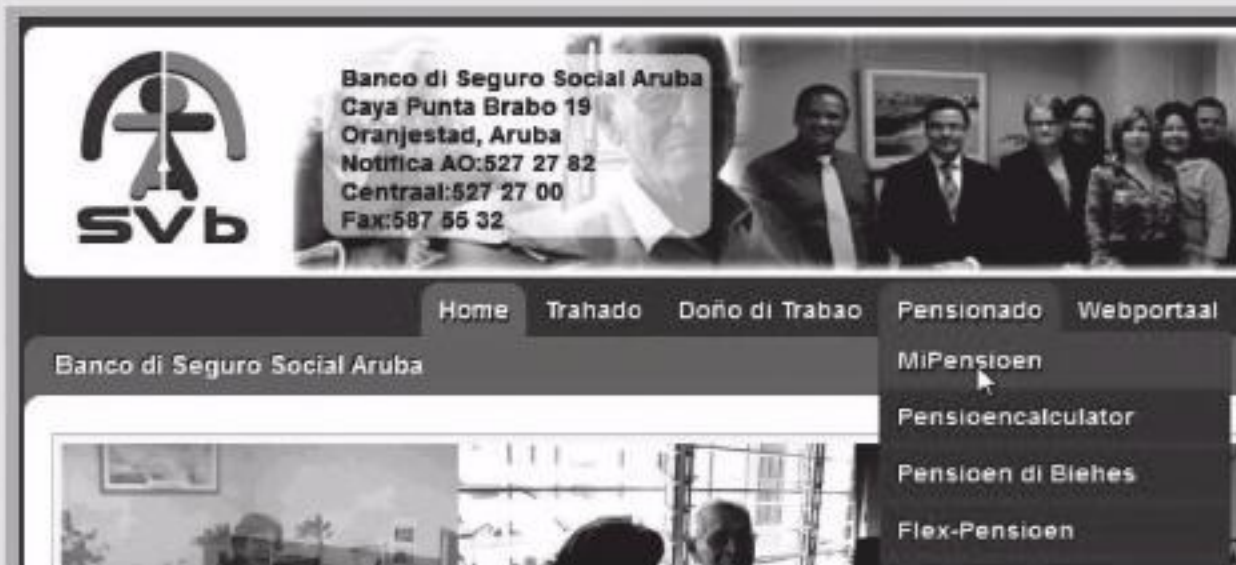 SVb
Banco di Seguro Social Aruba
Caya Punta Brabo 19
Oranjestad, Aruba
Notifica AO:527 27 82
Centraal:527 27 00
Fax:587 55 32
Home Trahado Doño di Trabao Pensionado Webportaal
Banco di Seguro Social Aruba
MiPensioen
Pensioencalculator
Pensioen di Biehes
Flex-Pensioen